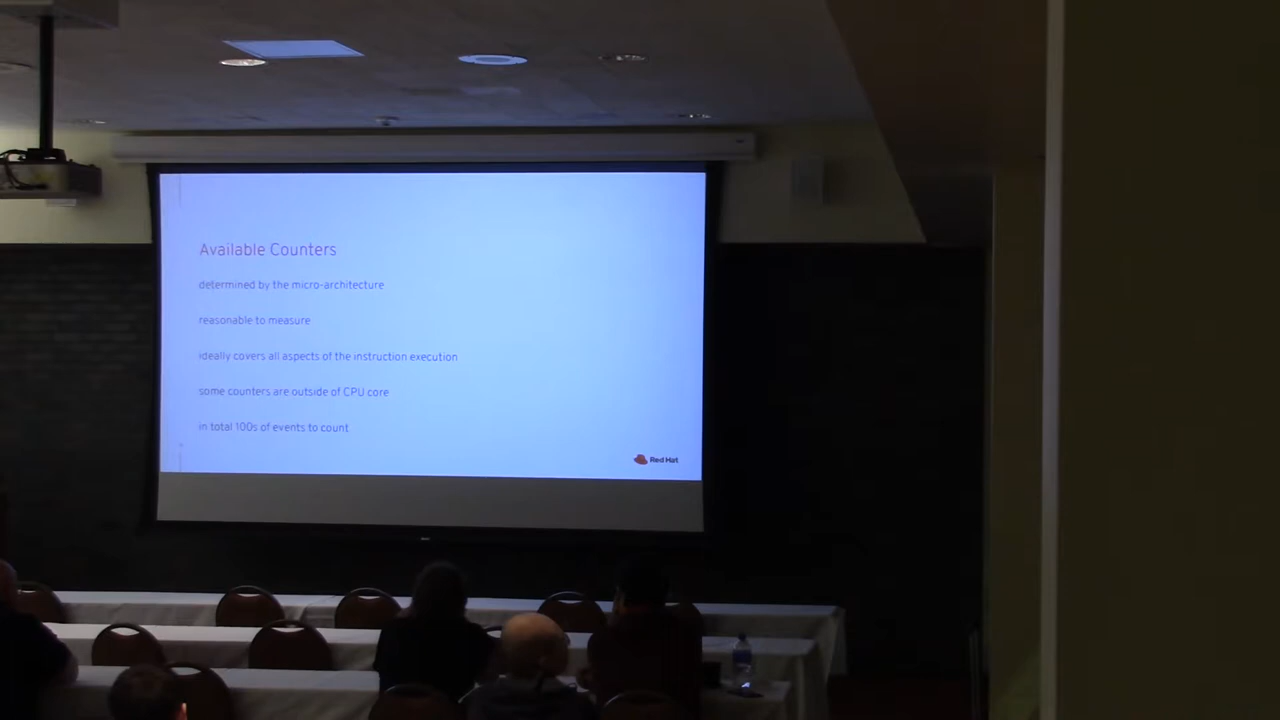 Available Counters
determined by the micro-architecture
reasonable to measure
ideally covers all aspects of the instruction execution
some counters are outside of CPU core
in total 100s of events to count
Red Hat